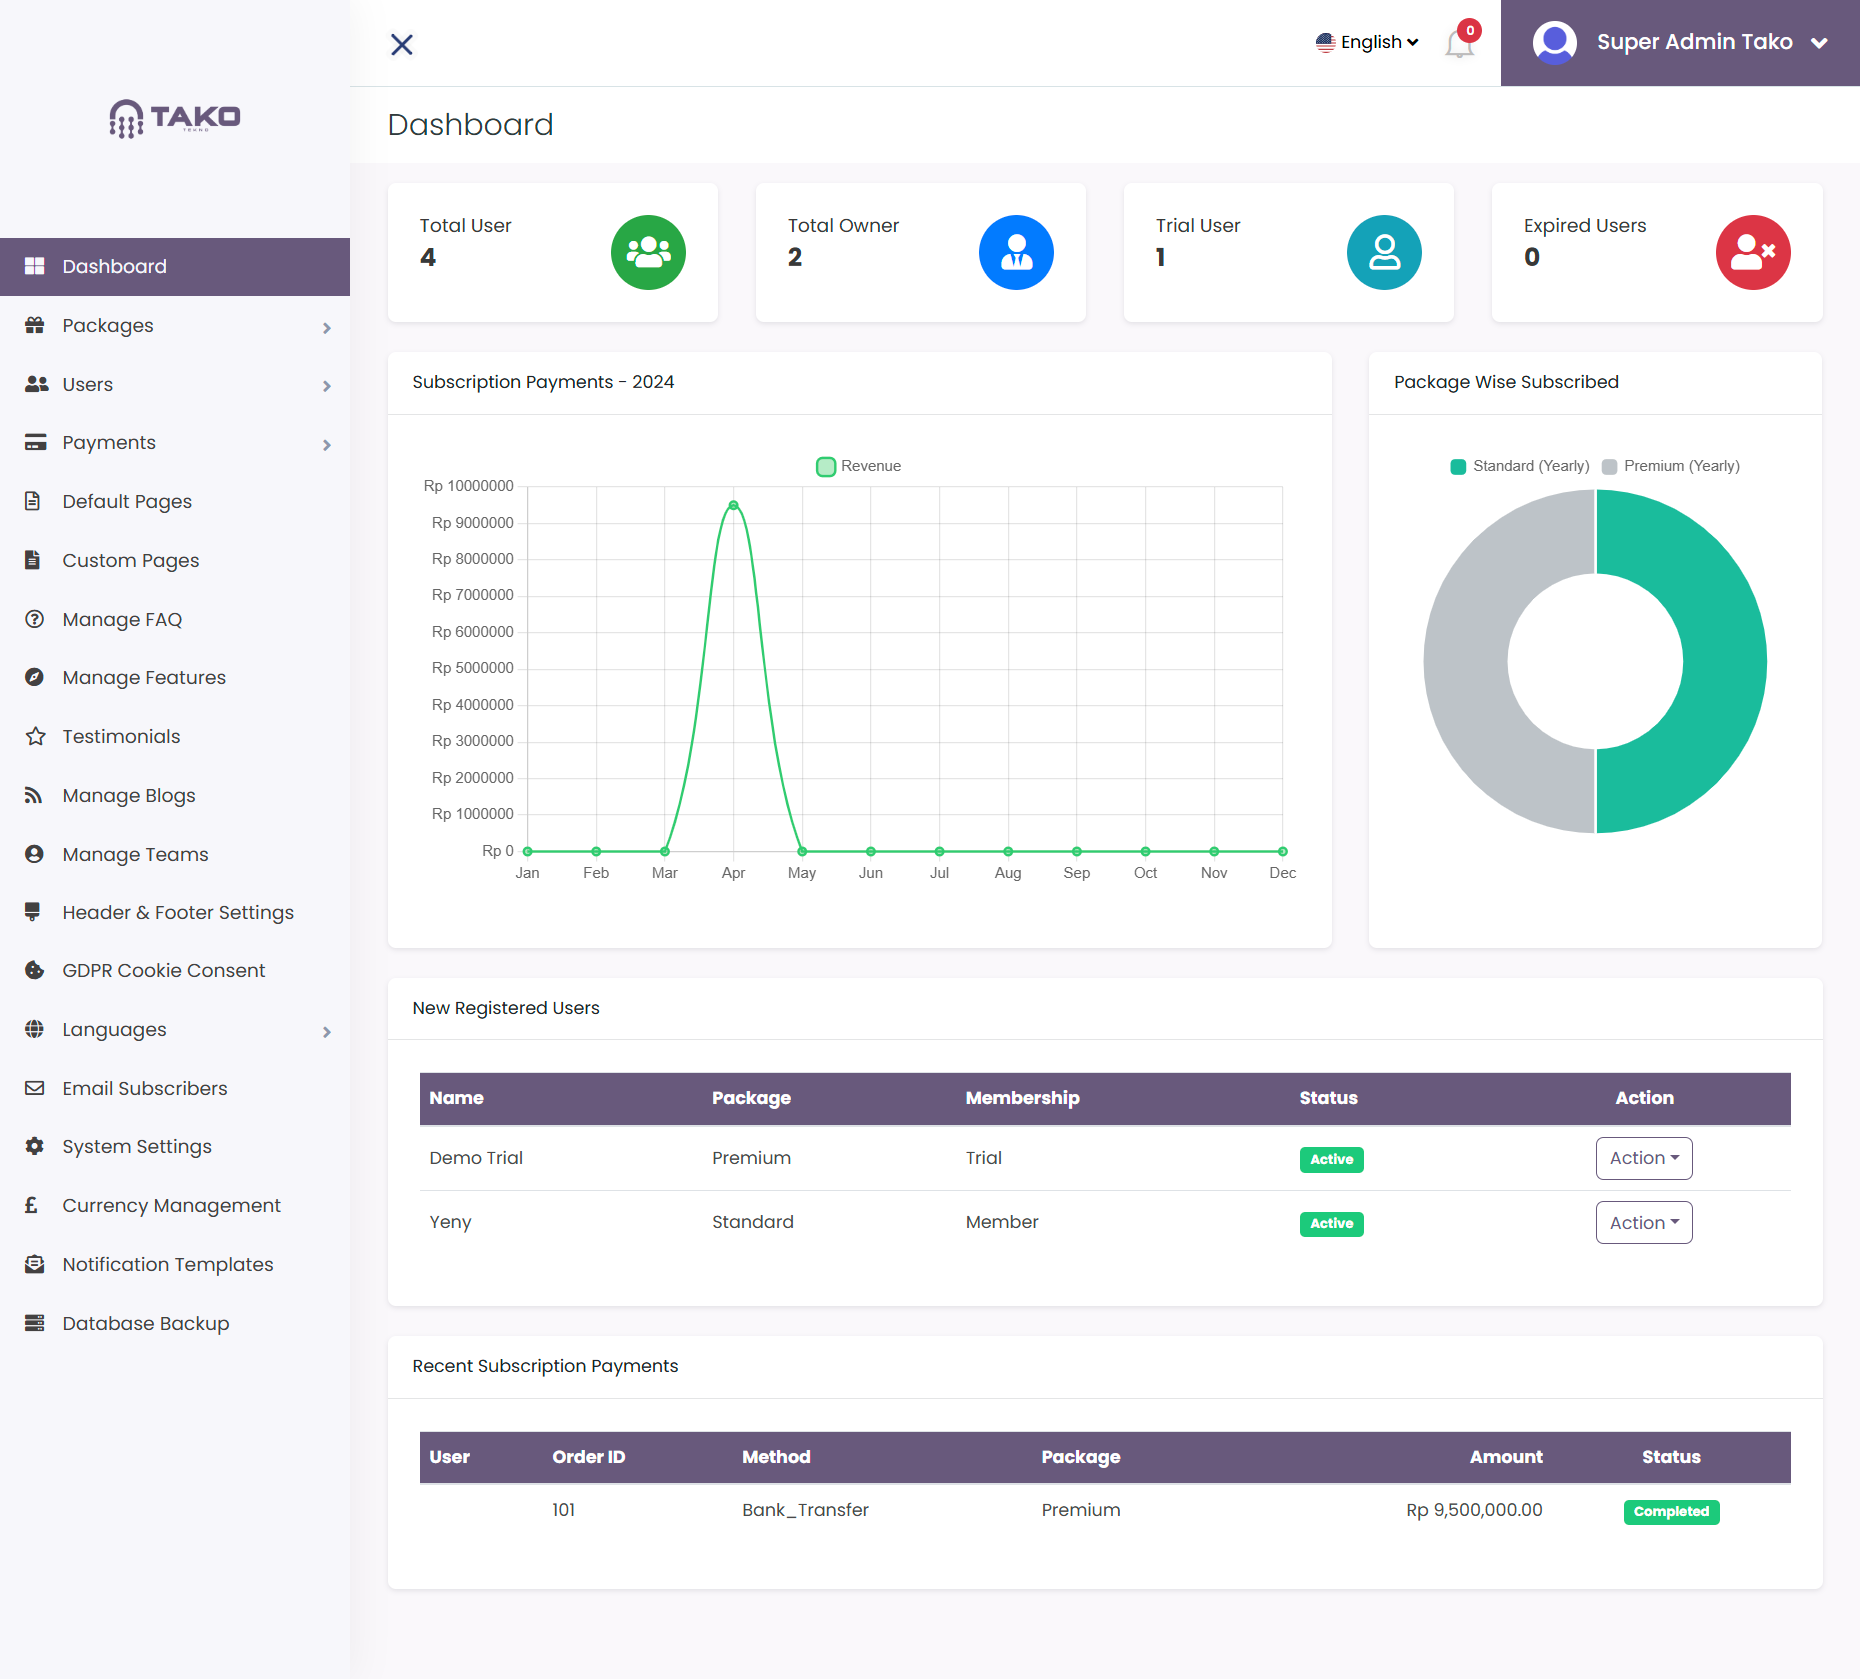 TAKO
TEKNO
English
0
Super Admin Tako
Dashboard
Dashboard
Packages
Users
Payments
Default Pages
Custom Pages
Manage FAQ
Manage Features
Testimonials
Manage Blogs
Manage Teams
Header & Footer Settings
GDPR Cookie Consent
Languages
Email Subscribers
System Settings
Currency Management
Notification Templates
Database Backup
Total User
4
Total Owner
2
Trial User
1
Expired Users
0
Subscription Payments - 2024
Revenue
Rp 10000000
Rp 9000000
Rp 8000000
Rp 7000000
Rp 6000000
Rp 5000000
Rp 4000000
Rp 3000000
Rp 2000000
Rp 1000000
Rp 0
Jan Feb Mar Apr May Jun Jul Aug Sep Oct Nov Dec
Package Wise Subscribed
Standard (Yearly) Premium (Yearly)
New Registered Users
Name Package Membership Status Action
Demo Trial Premium Trial Active Action
Yeny Standard Member Active Action
Recent Subscription Payments
User Order ID Method Package Amount Status
101 Bank_Transfer Premium Rp 9,500,000.00 Completed